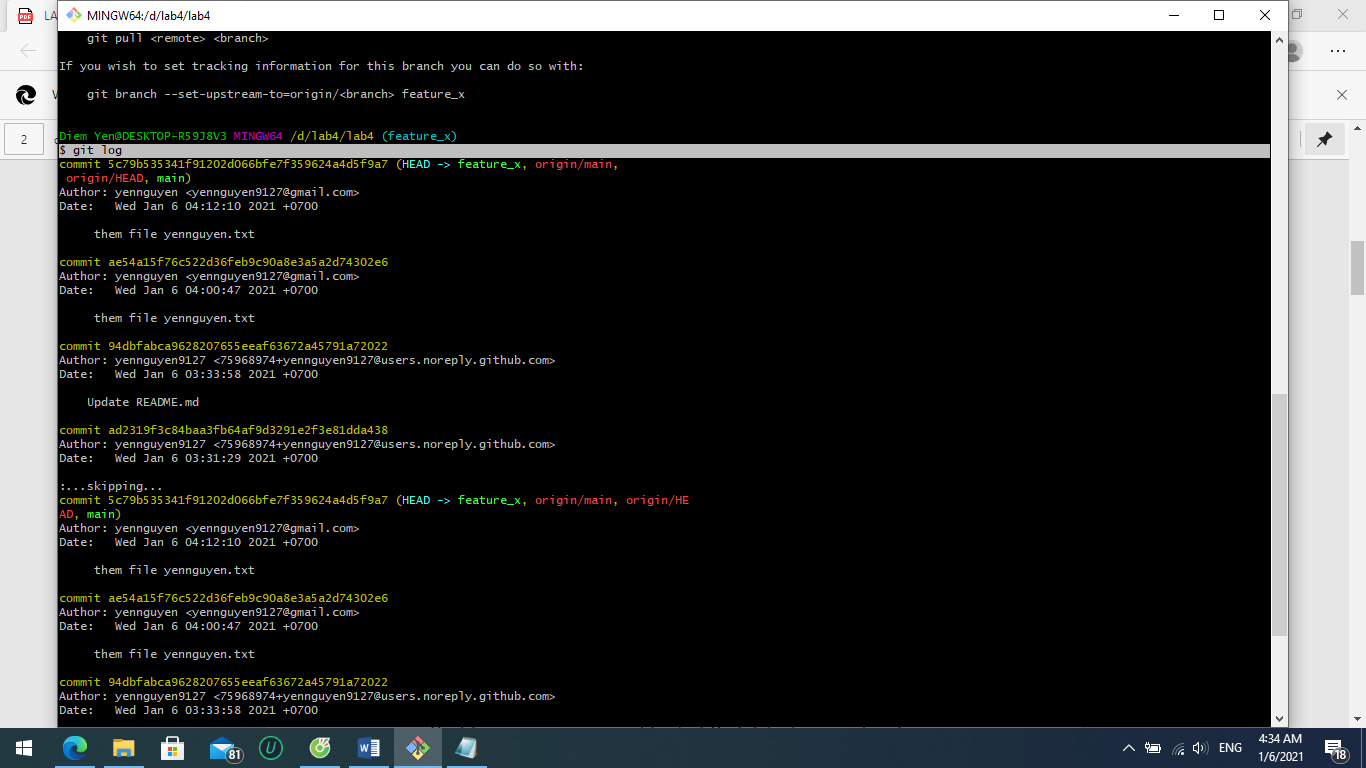 LA
MINGW64:/d/lab4/lab4
2
git pull <remote> <branch>
If you wish to set tracking information for this branch you can do so with:
git branch --set-upstream-to=origin/<branch> feature_x
Diem Yen@DESKTOP-R59J8V3 MINGW64 /d/lab4/lab4 (feature_x)
$ git log
commit 5c79b535341f91202d066bfe7f359624a4d5f9a7 (HEAD -> feature_x, origin/main,
origin/HEAD, main)
Author: yennguyen <yennguyen9127@gmail.com>
Date:   Wed Jan 6 04:12:10 2021 +0700
them file yennguyen.txt
commit ae54a15f76c522d36feb9c90a8e3a5a2d74302e6
Author: yennguyen <yennguyen9127@gmail.com>
Date:   Wed Jan 6 04:00:47 2021 +0700
them file yennguyen.txt
commit 94dbfabca9628207655eeaf63672a45791a72022
Author: yennguyen9127 <75968974+yennguyen9127@users.noreply.github.com>
Date:   Wed Jan 6 03:33:58 2021 +0700
Update README.md
commit ad2319f3c84baa3fb64af9d3291e2f3e81dda438
Author: yennguyen9127 <75968974+yennguyen9127@users.noreply.github.com>
Date:   Wed Jan 6 03:31:29 2021 +0700
:...skipping...
commit 5c79b535341f91202d066bfe7f359624a4d5f9a7 (HEAD -> feature_x, origin/main, origin/HE
AD, main)
Author: yennguyen <yennguyen9127@gmail.com>
Date:   Wed Jan 6 04:12:10 2021 +0700
them file yennguyen.txt
commit ae54a15f76c522d36feb9c90a8e3a5a2d74302e6
Author: yennguyen <yennguyen9127@gmail.com>
Date:   Wed Jan 6 04:00:47 2021 +0700
them file yennguyen.txt
commit 94dbfabca9628207655eeaf63672a45791a72022
Author: yennguyen9127 <75968974+yennguyen9127@users.noreply.github.com>
Date:   Wed Jan 6 03:33:58 2021 +0700
81
ENG
4:34 AM
1/6/2021
18